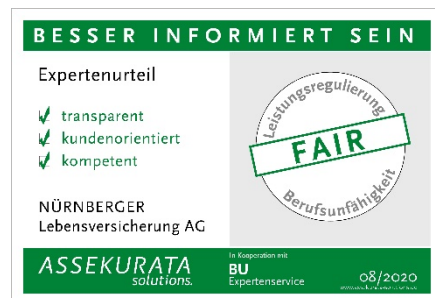 BESSER INFORMIERT SEIN
Expertenurteil
transparent
kundenorientiert
kompetent
NÜRNBERGER
Lebensversicherung AG
Leistungsregulierung
FAIR
Berufsunfähigkeit
ASSEKURATA
solutions.
In Kooperation mit
BU
Expertenservice
08/2020